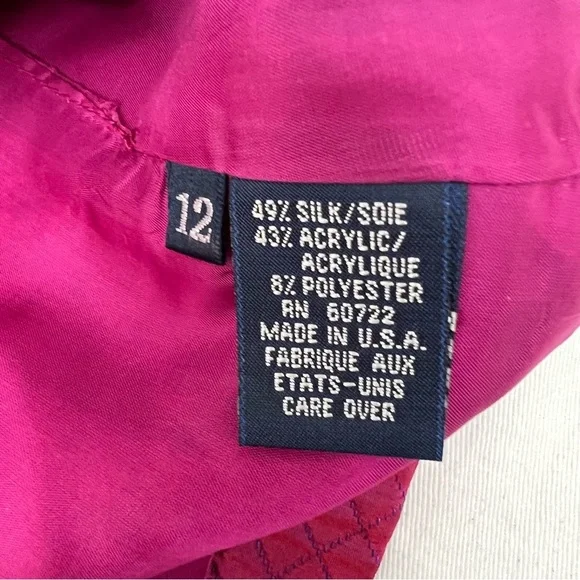 12
49% SILK/SOIE
43% ACRYLIC/
ACRYLIQUE
8% POLYESTER
RN 60722
MADE IN U.S.A.
FABRIQUE AUX
ETATS-UNIS
CARE OVER